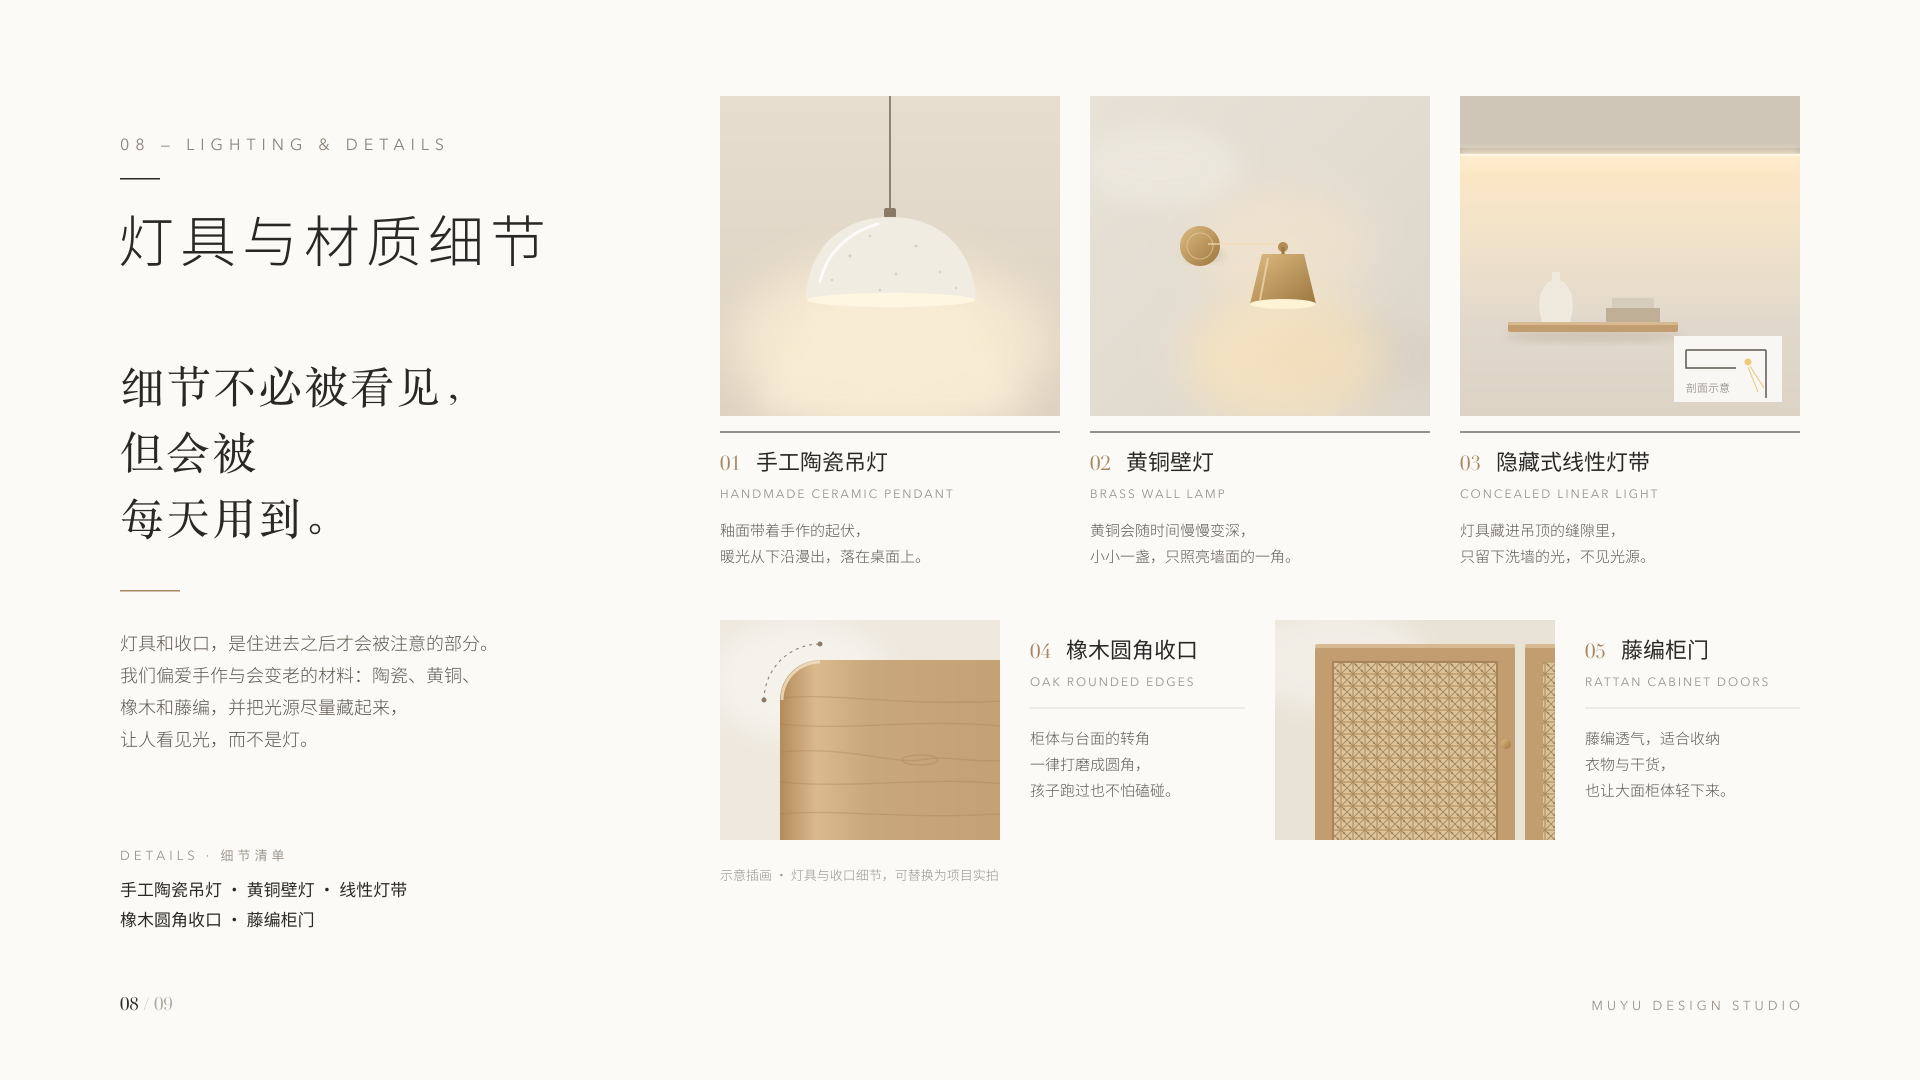 08 – LIGHTING & DETAILS
灯具与材质细节
细节不必被看见，
但会被
每天用到。
灯具和收口，是住进去之后才会被注意的部分。
我们偏爱手作与会变老的材料：陶瓷、黄铜、
橡木和藤编，并把光源尽量藏起来，
让人看见光，而不是灯。
DETAILS · 细节清单
手工陶瓷吊灯 · 黄铜壁灯 · 线性灯带
橡木圆角收口 · 藤编柜门
剖面示意
01 手工陶瓷吊灯
HANDMADE CERAMIC PENDANT
釉面带着手作的起伏，
暖光从下沿漫出，落在桌面上。
02 黄铜壁灯
BRASS WALL LAMP
黄铜会随时间慢慢变深，
小小一盏，只照亮墙面的一角。
03 隐藏式线性灯带
CONCEALED LINEAR LIGHT
灯具藏进吊顶的缝隙里，
只留下洗墙的光，不见光源。
04 橡木圆角收口
OAK ROUNDED EDGES
柜体与台面的转角
一律打磨成圆角，
孩子跑过也不怕磕碰。
05 藤编柜门
RATTAN CABINET DOORS
藤编透气，适合收纳
衣物与干货，
也让大面柜体轻下来。
示意插画 · 灯具与收口细节，可替换为项目实拍
08 / 09
MUYU DESIGN STUDIO